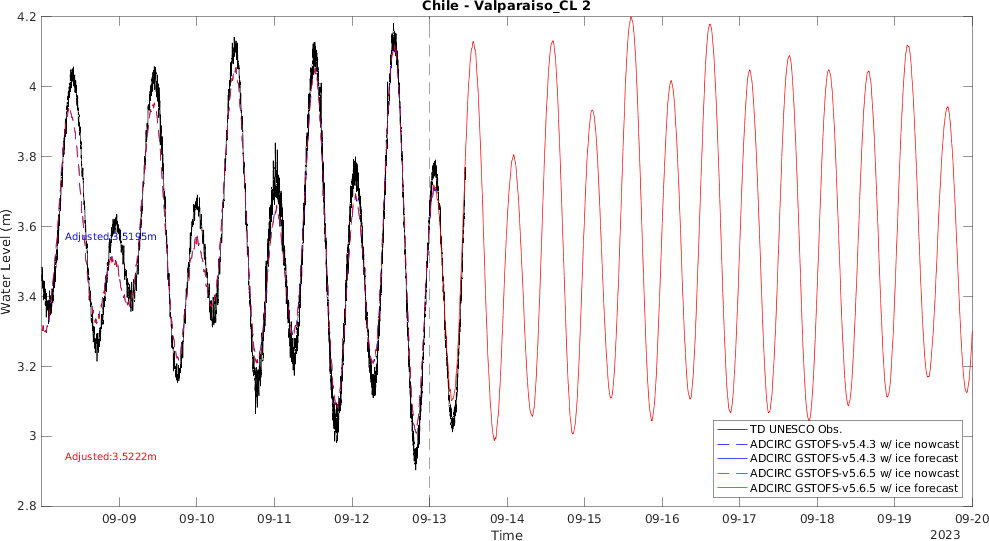 Chile - Valparaiso_CL 2
4.2
4
3.8
3.6
3.4
3.2
3
2.8
Water Level (m)
Adjusted:3.5195m
Adjusted:3.5222m
TD UNESCO Obs.
ADCIRC GSTOFS-v5.4.3 w/ ice nowcast
ADCIRC GSTOFS-v5.4.3 w/ ice forecast
ADCIRC GSTOFS-v5.6.5 w/ ice nowcast
ADCIRC GSTOFS-v5.6.5 w/ ice forecast
09-09 09-10 09-11 09-12 09-13 09-14 09-15 09-16 09-17 09-18 09-19 09-20
Time
2023